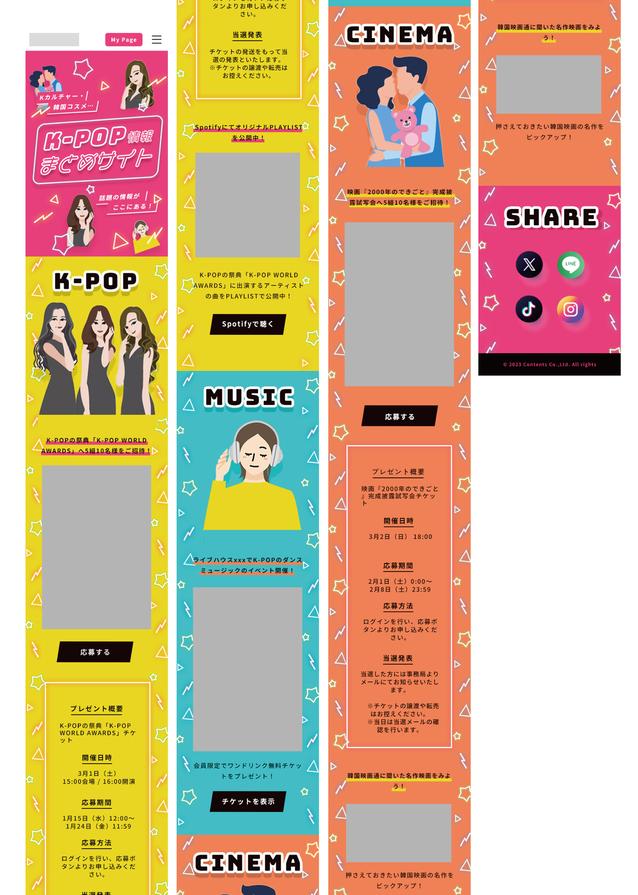 My Page
Kカルチャー・
韓国コスメ…
K-POP情報
まとめサイト
話題の情報が
ここにある！
K-POP
K-POPの祭典「K-POP WORLD
AWARDS」へ5組10名様をご招待！
応募する
プレゼント概要
K-POPの祭典「K-POP
WORLD AWARDS」チケ
ット
開催日時
3月1日（土）
15:00会場 / 16:00開演
応募期間
1月15日（水）12:00〜
1月24日（金）11:59
応募方法
ログインを行い、応募ボ
タンよりお申し込みくだ
さい。
当選発表
タンよりお申し込みくだ
さい。
当選発表
チケットの発送をもって当
選の発表といたします。
※チケットの譲渡や転売は
お控えください。
SpotifyにてオリジナルPLAYLIST
を公開中！
K-POPの祭典「K-POP WORLD
AWARDS」に出演するアーティスト
の曲をPLAYLISTで公開中！
Spotifyで聴く
MUSIC
ライブハウスxxxでK-POPのダンス
ミュージックのイベント開催！
会員限定でワンドリンク無料チケッ
トをプレゼント！
チケットを表示
CINEMA
CINEMA
映画『2000年のできごと』完成披
露試写会へ5組10名様をご招待！
応募する
プレゼント概要
映画『2000年のできごと
』完成披露試写会チケッ
ト
開催日時
3月2日（日） 18:00
応募期間
2月1日（土）0:00〜
2月8日（土）23:59
応募方法
ログインを行い、応募ボ
タンよりお申し込みくだ
さい。
当選発表
当選した方には事務局より
メールにてお知らせいたし
ます。
※チケットの譲渡や転売
はお控えください。
※当日は当選メールの確
認を行います。
韓国映画通に聞いた名作映画をみよ
う！
押さえておきたい韓国映画の名作を
ピックアップ！
韓国映画通に聞いた名作映画をみよ
う！
押さえておきたい韓国映画の名作を
ピックアップ！
SHARE
LINE
© 2023 Contents Co.,Ltd. All rights